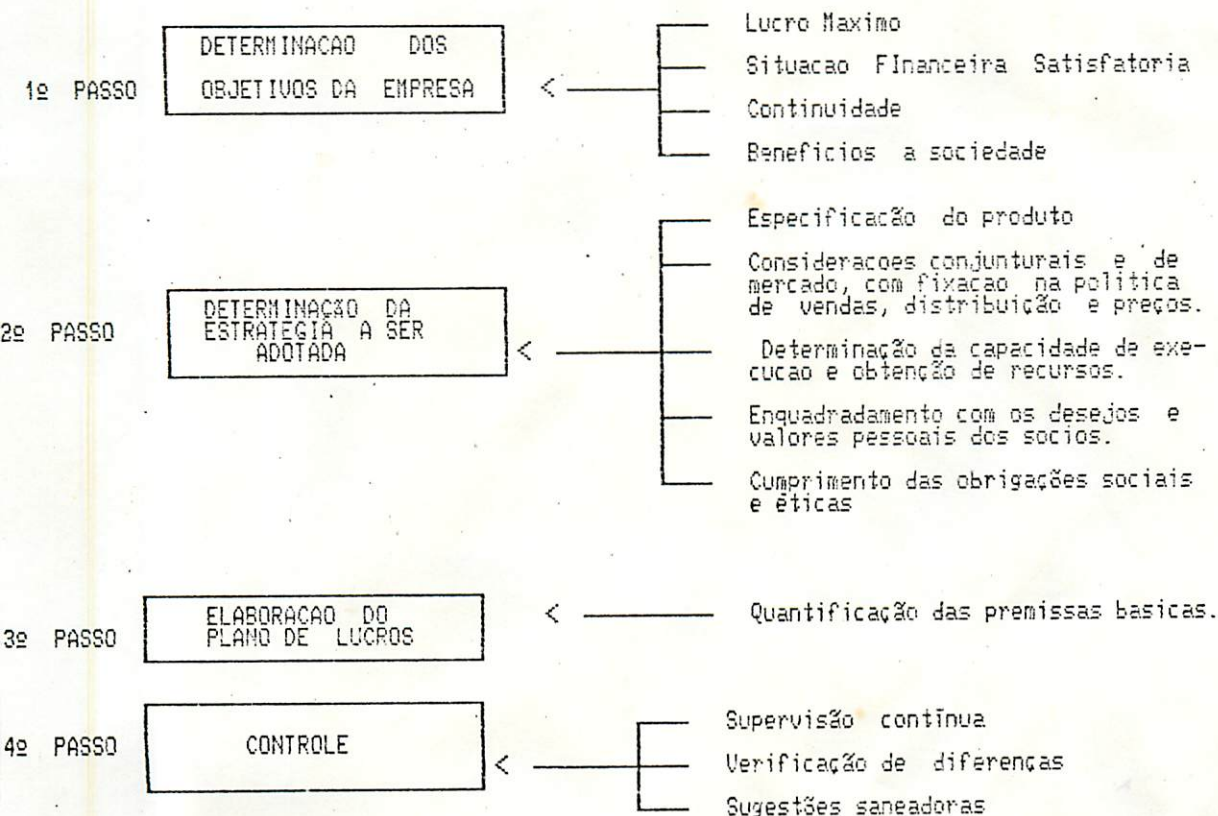 1º PASSO
DETERMINACAO DOS
OBJETIVOS DA EMPRESA
<
Lucro Maximo
Situacao FInanceira Satisfatoria
Continuidade
Beneficios a sociedade
2º PASSO
DETERMINAÇÃO DA
ESTRATEGIA A SER
ADOTADA
<
Especificação do produto
Consideracoes conjunturais e de
mercado, com fixacao na politica
de vendas, distribuição e preços.
Determinação da capacidade de exe-
cucao e obtenção de recursos.
Enquadradamento com os desejos e
valores pessoais dos socios.
Cumprimento das obrigações sociais
e éticas
3º PASSO
ELABORACAO DO
PLANO DE LUCROS
<
Quantificação das premissas basicas.
4º PASSO
CONTROLE
<
Supervisão contínua
Verificação de diferenças
Sugestões saneadoras